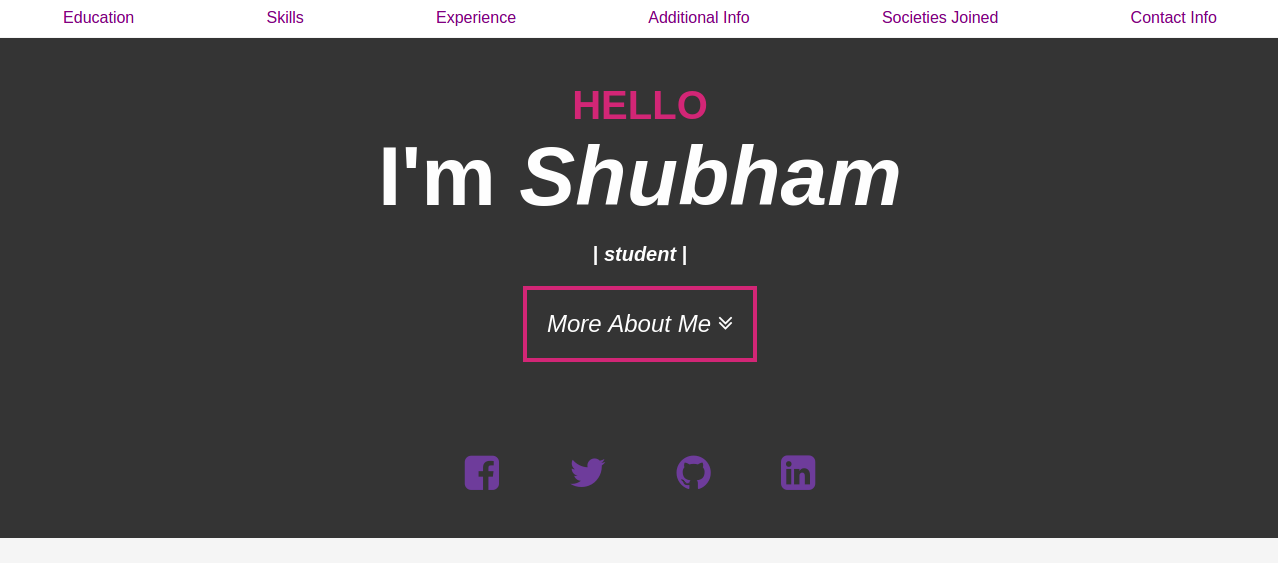 Education Skills Experience Additional Info Societies Joined Contact Info
HELLO
I'm Shubham
| student |
More About Me